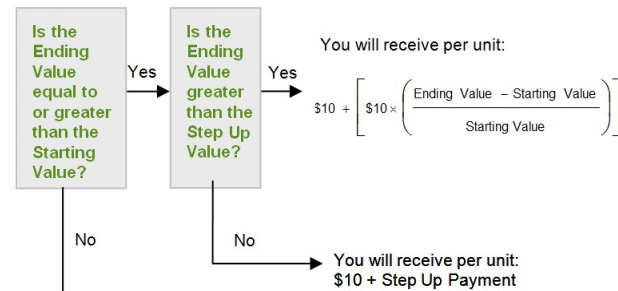 Is the
Ending
Value
equal to
or greater
than the
Starting
Value?
Yes
Is the
Ending
Value
greater
than the
Step Up
Value?
Yes
You will receive per unit:
$10 + [ $10 × ( Ending Value – Starting Value
Starting Value ) ]
No
No
You will receive per unit:
$10 + Step Up Payment